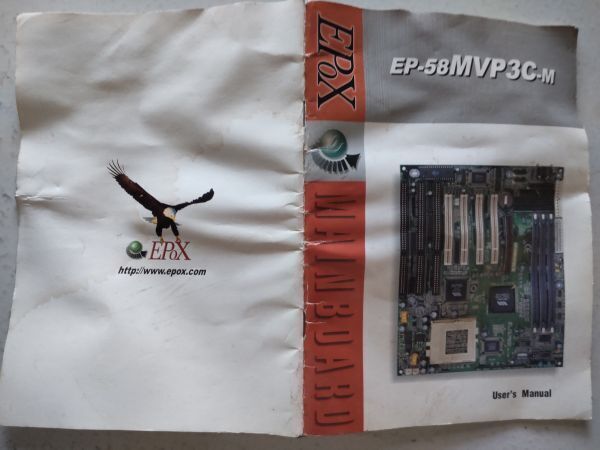 EPoX
http://www.epox.com
EPoX
MAINBOARD
EP-58MVP3C-M
User's Manual